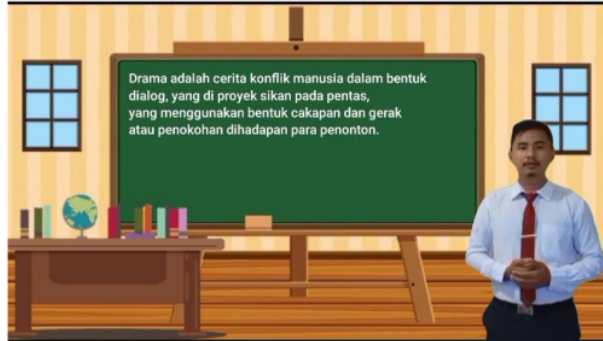 Drama adalah cerita konflik manusia dalam bentuk
dialog, yang di proyek sikan pada pentas,
yang menggunakan bentuk cakapan dan gerak
atau penokohan dihadapan para penonton.